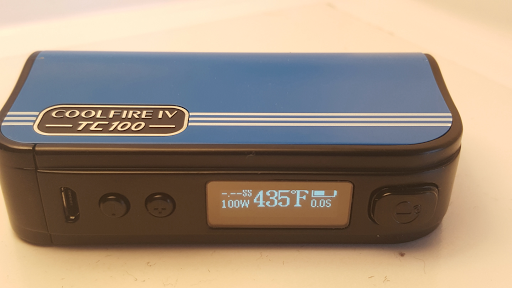 COOLFIRE IV
TC100
-.--SS
100W
435°F
0.0S